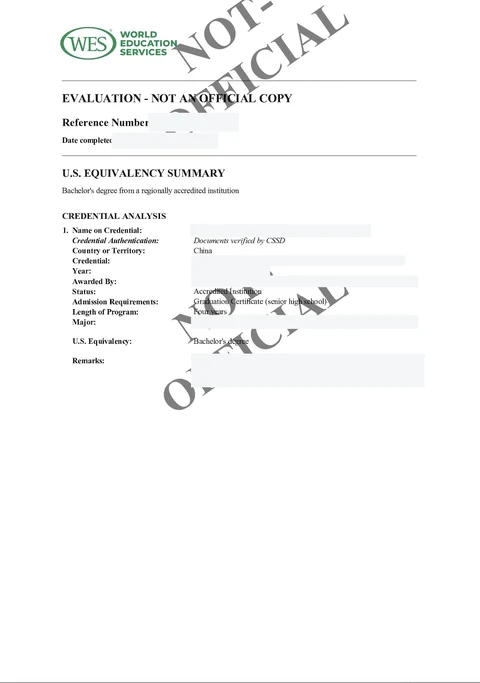 WES WORLD
EDUCATION
SERVICES
NOT-
OFFICIAL
EVALUATION - NOT AN OFFICIAL COPY
Reference Number
Date completed
U.S. EQUIVALENCY SUMMARY
Bachelor's degree from a regionally accredited institution
CREDENTIAL ANALYSIS
1. Name on Credential:
Credential Authentication: Documents verified by CSSD
Country or Territory: China
Credential:
Year:
Awarded By:
Status: Accredited Institution
Admission Requirements: Graduation Certificate (senior high school)
Length of Program: Four years
Major:
U.S. Equivalency: Bachelor's degree
Remarks:
NOT-
OFFICIAL